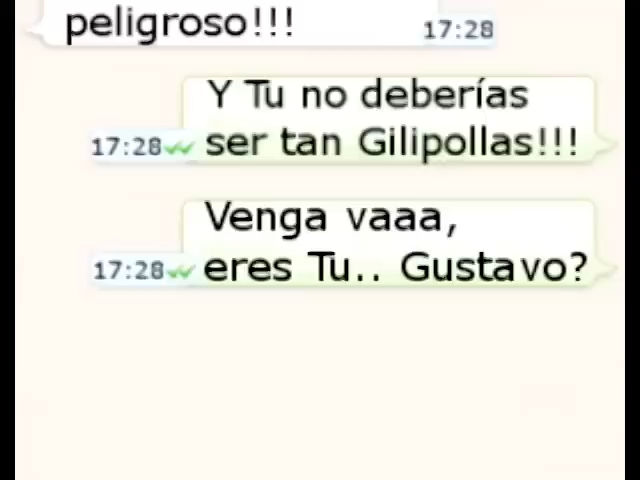 peligroso!!!
17:28
Y Tu no deberías
17:28 ser tan Gilipollas!!!
Venga vaaa,
17:28 eres Tu.. Gustavo?